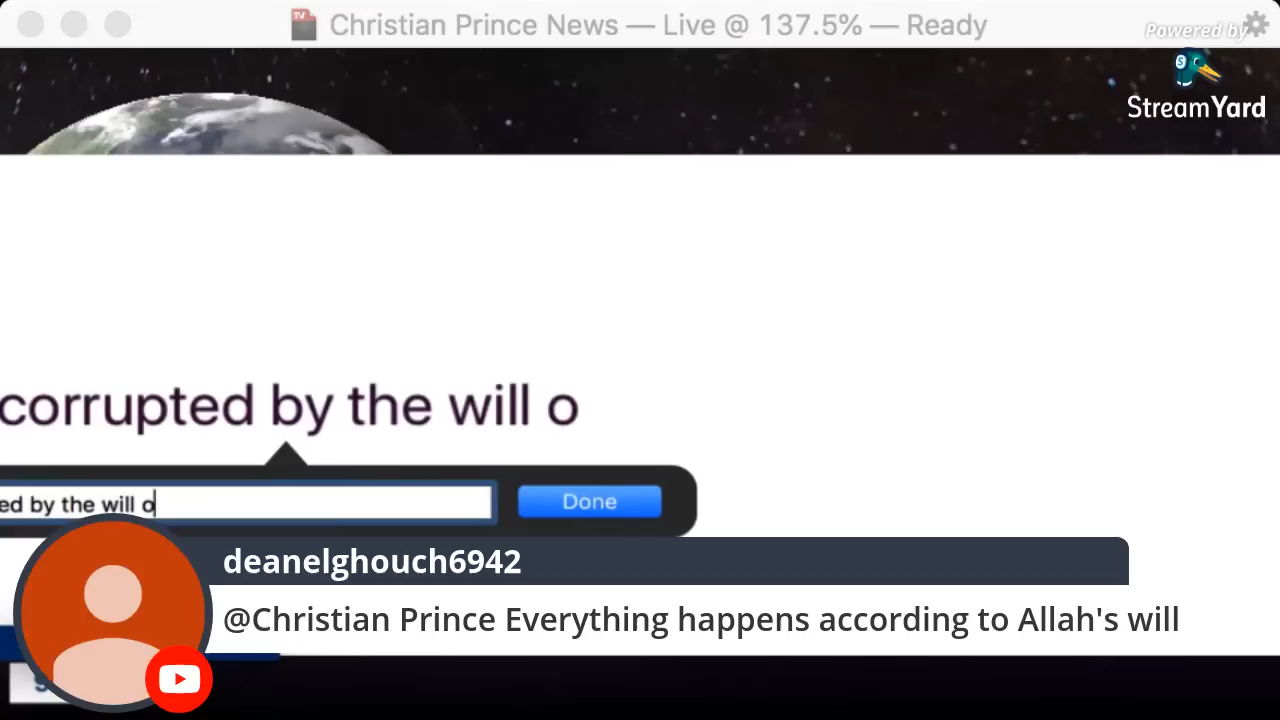 TV
Christian Prince News — Live @ 137.5% — Ready
Powered by
S
StreamYard
corrupted by the will o
ed by the will o
Done
deanelghouch6942
@Christian Prince Everything happens according to Allah's will